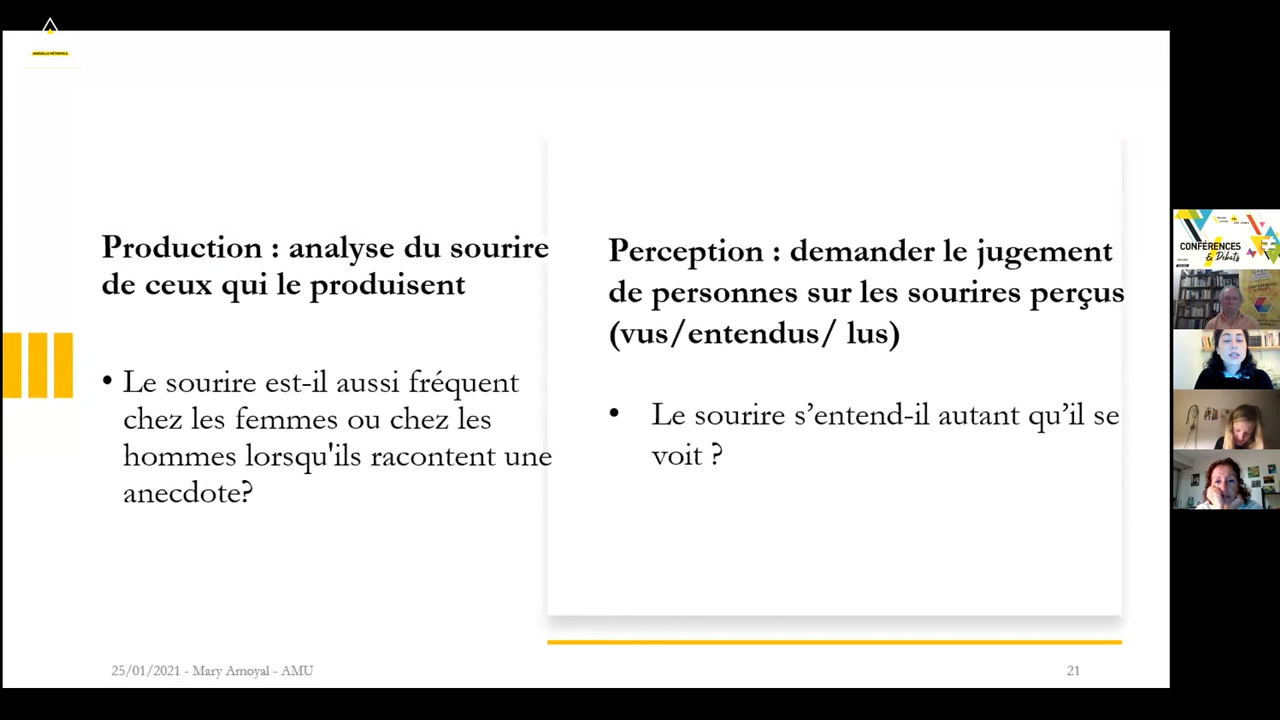 MARSEILLE MÉTROPOLE
Production : analyse du sourire
de ceux qui le produisent
• Le sourire est-il aussi fréquent
chez les femmes ou chez les
hommes lorsqu'ils racontent une
anecdote?
Perception : demander le jugement
de personnes sur les sourires perçus
(vus/entendus/ lus)
• Le sourire s’entend-il autant qu’il se
voit ?
25/01/2021 - Mary Amoyal - AMU
21
CONFÉRENCES
& Débats